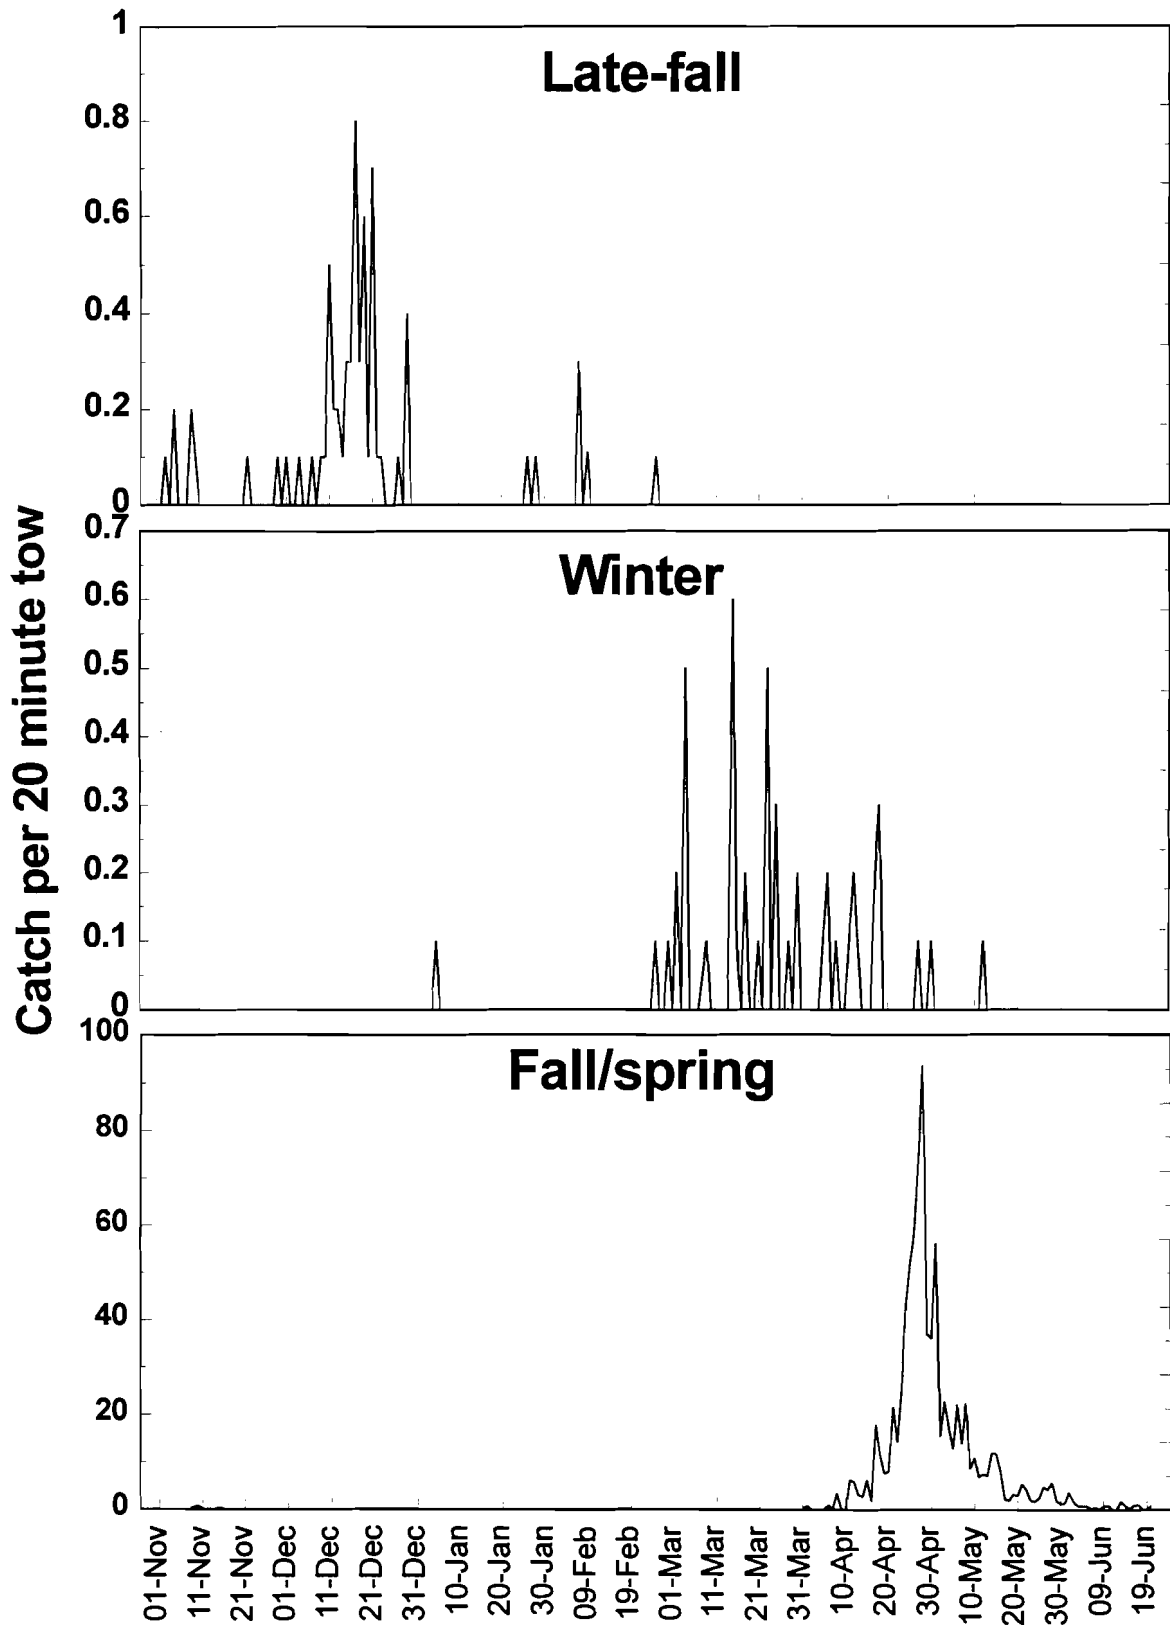 Catch per 20 minute tow
Late-fall
1
0.8
0.6
0.4
0.2
0
Winter
0.7
0.6
0.5
0.4
0.3
0.2
0.1
0
Fall/spring
100
80
60
40
20
0
01-Nov
11-Nov
21-Nov
01-Dec
11-Dec
21-Dec
31-Dec
10-Jan
20-Jan
30-Jan
09-Feb
19-Feb
01-Mar
11-Mar
21-Mar
31-Mar
10-Apr
20-Apr
30-Apr
10-May
20-May
30-May
09-Jun
19-Jun